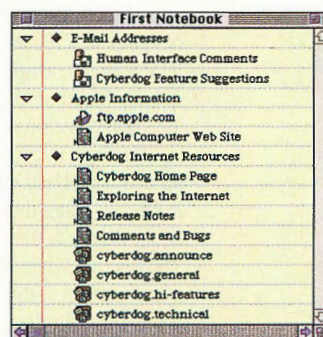 First Notebook
E-Mail Addresses
Human Interface Comments
Cyberdog Feature Suggestions
Apple Information
ftp.apple.com
Apple Computer Web Site
Cyberdog Internet Resources
Cyberdog Home Page
Exploring the Internet
Release Notes
Comments and Bugs
cyberdog.announce
cyberdog.general
cyberdog.hi-features
cyberdog.technical